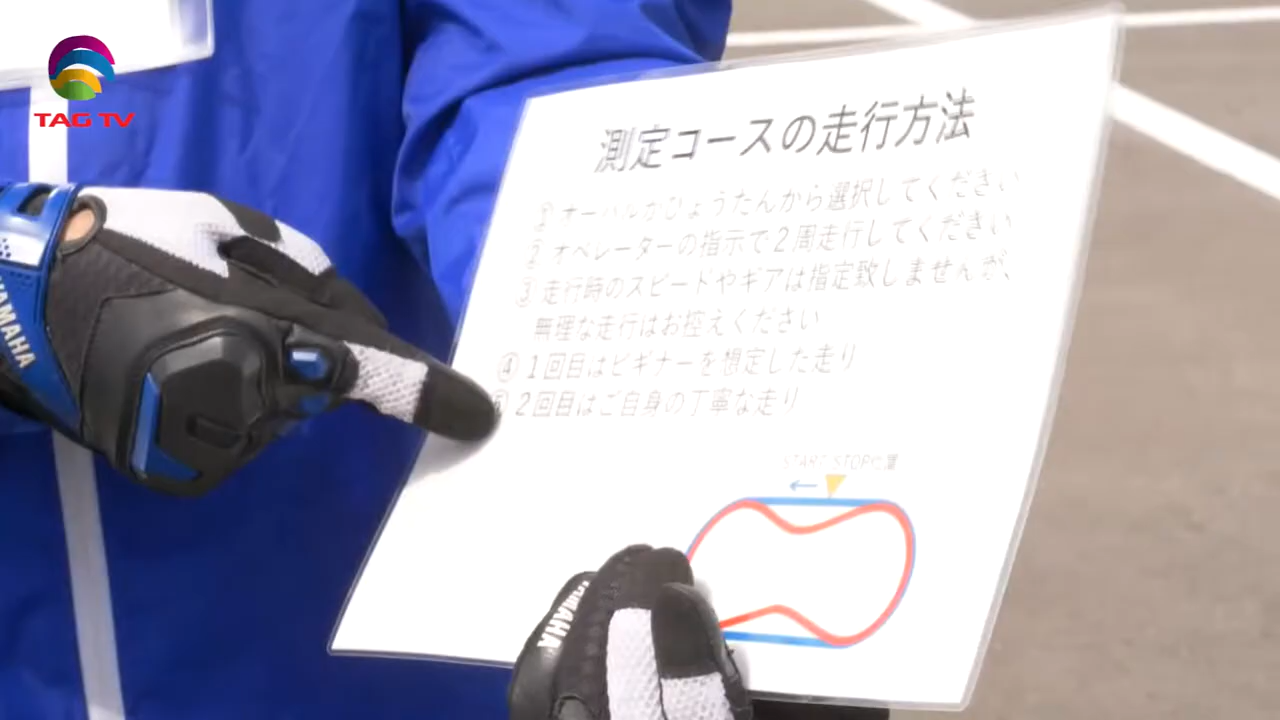 TAG TV
測定コースの走行方法
① オーバルかひょうたんから選択してください
② オペレーターの指示で2周走行してください
③ 走行時のスピードやギアは指定致しませんが、
無理な走行はお控えください
④ 1回目はビギナーを想定した走り
⑤ 2回目はご自身の丁寧な走り
START/STOP位置
YAMAHA
YAMAHA